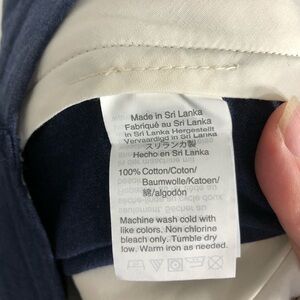 Made in Sri Lanka
Fabriqué au Sri Lanka
In Sri Lanka Hergestellt
Vervaardigd in Sri Lanka
スリランカ製
Hecho en Sri Lanka
100% Cotton/Coton/
Baumwolle/Katoen/
綿/algodón
Machine wash cold with
like colors. Non chlorine
bleach only. Tumble dry
low. Warm iron as needed.